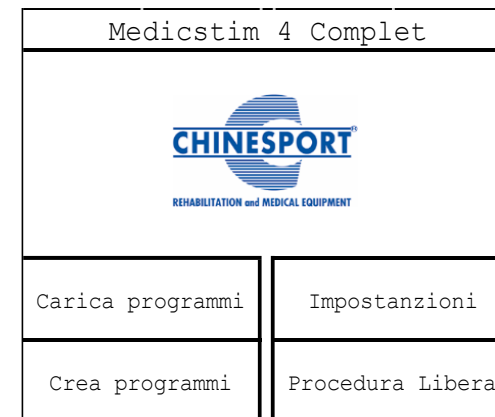 Medicstim 4 Complet
CHINESPORT®
REHABILITATION and MEDICAL EQUIPMENT
Carica programmi
Impostanzioni
Crea programmi
Procedura Libera